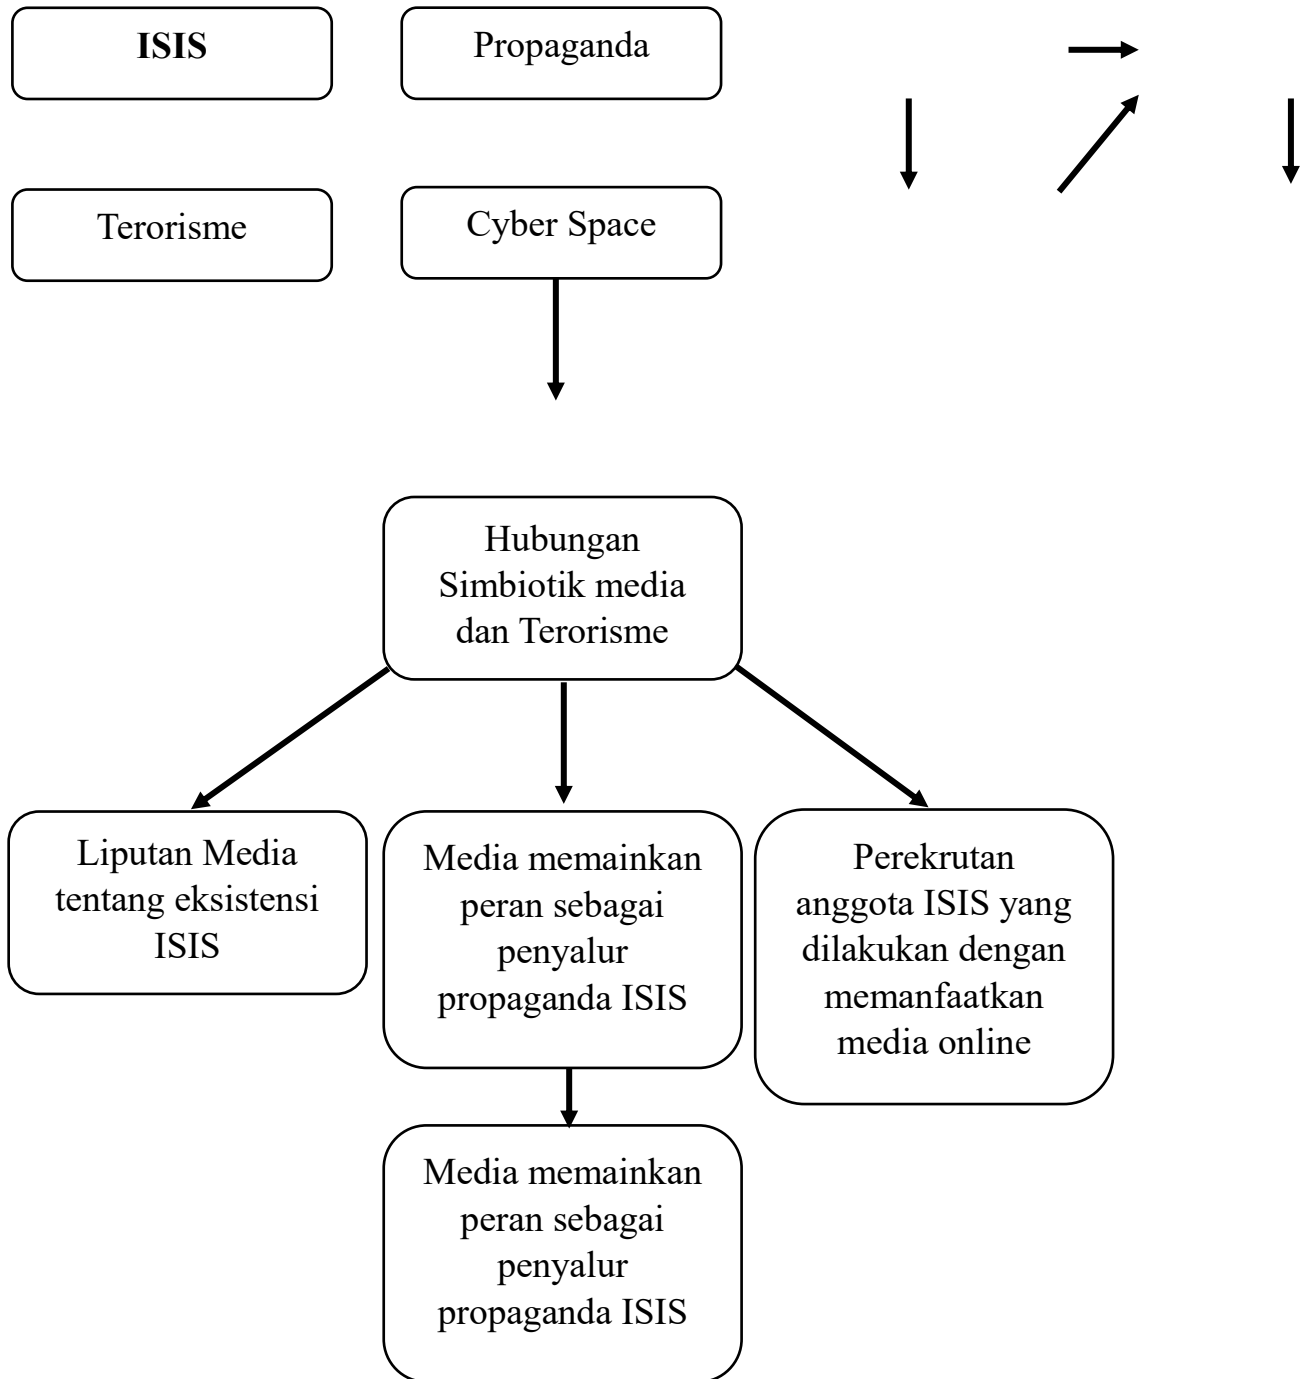 ISIS
Propaganda
Terorisme
Cyber Space
Hubungan
Simbiotik media
dan Terorisme
Liputan Media
tentang eksistensi
ISIS
Media memainkan
peran sebagai
penyalur
propaganda ISIS
Perekrutan
anggota ISIS yang
dilakukan dengan
memanfaatkan
media online
Media memainkan
peran sebagai
penyalur
propaganda ISIS